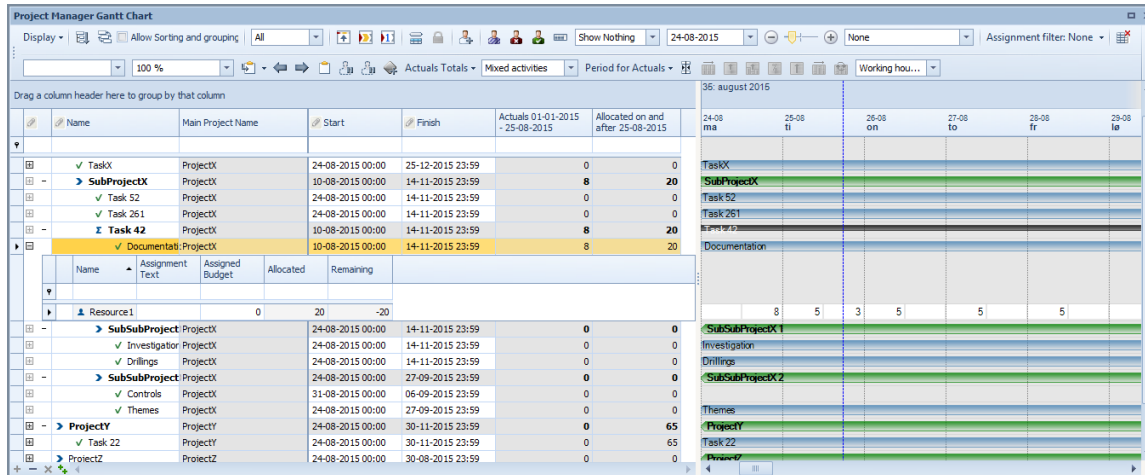 Project Manager Gantt Chart
Display Allow Sorting and grouping All Show Nothing 24-08-2015 None Assignment filter: None
100 % Actuals Totals Mixed activities Period for Actuals Working hou...
Drag a column header here to group by that column
36: august 2015
Name Main Project Name Start Finish Actuals 01-01-2015 - 25-08-2015 Allocated on and after 25-08-2015 24-08 ma 25-08 ti 26-08 on 27-08 to 28-08 fr 29-08 lø
TaskX ProjectX 24-08-2015 00:00 25-12-2015 23:59 0 0 TaskX
SubProjectX ProjectX 10-08-2015 00:00 14-11-2015 23:59 8 20 SubProjectX
Task 52 ProjectX 24-08-2015 00:00 14-11-2015 23:59 0 0 Task 52
Task 261 ProjectX 24-08-2015 00:00 14-11-2015 23:59 0 0 Task 261
Σ Task 42 ProjectX 10-08-2015 00:00 14-11-2015 23:59 8 20 Task 42
Documentati ProjectX 10-08-2015 00:00 14-11-2015 23:59 8 20 Documentation
Name Assignment Text Assigned Budget Allocated Remaining
Resource1 0 20 -20 8 5 3 5 5 5
SubSubProject ProjectX 24-08-2015 00:00 14-11-2015 23:59 0 0 SubSubProjectX 1
Investigation ProjectX 24-08-2015 00:00 14-11-2015 23:59 0 0 Investigation
Drillings ProjectX 24-08-2015 00:00 14-11-2015 23:59 0 0 Drillings
SubSubProject ProjectX 24-08-2015 00:00 27-09-2015 23:59 0 0 SubSubProjectX 2
Controls ProjectX 31-08-2015 00:00 06-09-2015 23:59 0 0
Themes ProjectX 24-08-2015 00:00 27-09-2015 23:59 0 0 Themes
ProjectY ProjectY 24-08-2015 00:00 30-11-2015 23:59 0 65 ProjectY
Task 22 ProjectY 24-08-2015 00:00 30-11-2015 23:59 0 65 Task 22
ProjectZ ProjectZ 24-08-2015 00:00 30-08-2015 23:59 0 0 ProjectZ